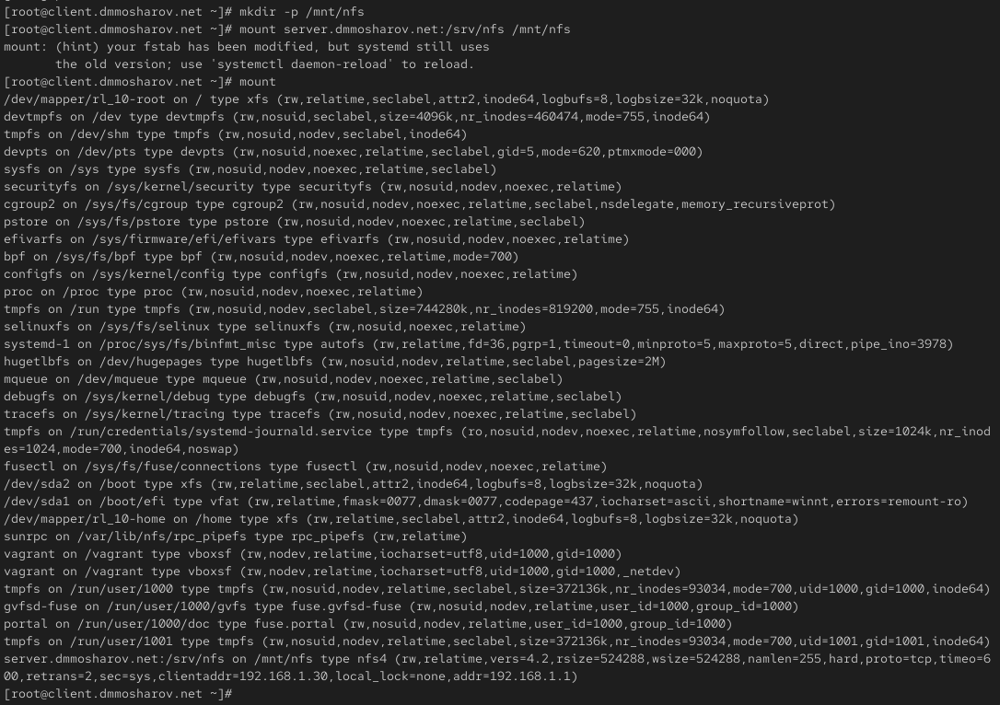 [root@client.dmmosharov.net ~]# mkdir -p /mnt/nfs
[root@client.dmmosharov.net ~]# mount server.dmmosharov.net:/srv/nfs /mnt/nfs
mount: (hint) your fstab has been modified, but systemd still uses
       the old version; use 'systemctl daemon-reload' to reload.
[root@client.dmmosharov.net ~]# mount
/dev/mapper/rl_10-root on / type xfs (rw,relatime,seclabel,attr2,inode64,logbufs=8,logbsize=32k,noquota)
devtmpfs on /dev type devtmpfs (rw,nosuid,seclabel,size=4096k,nr_inodes=460474,mode=755,inode64)
tmpfs on /dev/shm type tmpfs (rw,nosuid,nodev,seclabel,inode64)
devpts on /dev/pts type devpts (rw,nosuid,noexec,relatime,seclabel,gid=5,mode=620,ptmxmode=000)
sysfs on /sys type sysfs (rw,nosuid,nodev,noexec,relatime,seclabel)
securityfs on /sys/kernel/security type securityfs (rw,nosuid,nodev,noexec,relatime)
cgroup2 on /sys/fs/cgroup type cgroup2 (rw,nosuid,nodev,noexec,relatime,seclabel,nsdelegate,memory_recursiveprot)
pstore on /sys/fs/pstore type pstore (rw,nosuid,nodev,noexec,relatime,seclabel)
efivarfs on /sys/firmware/efi/efivars type efivarfs (rw,nosuid,nodev,noexec,relatime)
bpf on /sys/fs/bpf type bpf (rw,nosuid,nodev,noexec,relatime,mode=700)
configfs on /sys/kernel/config type configfs (rw,nosuid,nodev,noexec,relatime)
proc on /proc type proc (rw,nosuid,nodev,noexec,relatime)
tmpfs on /run type tmpfs (rw,nosuid,nodev,seclabel,size=744280k,nr_inodes=819200,mode=755,inode64)
selinuxfs on /sys/fs/selinux type selinuxfs (rw,nosuid,noexec,relatime)
systemd-1 on /proc/sys/fs/binfmt_misc type autofs (rw,relatime,fd=36,pgrp=1,timeout=0,minproto=5,maxproto=5,direct,pipe_ino=3978)
hugetlbfs on /dev/hugepages type hugetlbfs (rw,nosuid,nodev,relatime,seclabel,pagesize=2M)
mqueue on /dev/mqueue type mqueue (rw,nosuid,nodev,noexec,relatime,seclabel)
debugfs on /sys/kernel/debug type debugfs (rw,nosuid,nodev,noexec,relatime,seclabel)
tracefs on /sys/kernel/tracing type tracefs (rw,nosuid,nodev,noexec,relatime,seclabel)
tmpfs on /run/credentials/systemd-journald.service type tmpfs (ro,nosuid,nodev,noexec,relatime,nosymfollow,seclabel,size=1024k,nr_inod
es=1024,mode=700,inode64,noswap)
fusectl on /sys/fs/fuse/connections type fusectl (rw,nosuid,nodev,noexec,relatime)
/dev/sda2 on /boot type xfs (rw,relatime,seclabel,attr2,inode64,logbufs=8,logbsize=32k,noquota)
/dev/sda1 on /boot/efi type vfat (rw,relatime,fmask=0077,dmask=0077,codepage=437,iocharset=ascii,shortname=winnt,errors=remount-ro)
/dev/mapper/rl_10-home on /home type xfs (rw,relatime,seclabel,attr2,inode64,logbufs=8,logbsize=32k,noquota)
sunrpc on /var/lib/nfs/rpc_pipefs type rpc_pipefs (rw,relatime)
vagrant on /vagrant type vboxsf (rw,nodev,relatime,iocharset=utf8,uid=1000,gid=1000)
vagrant on /vagrant type vboxsf (rw,nodev,relatime,iocharset=utf8,uid=1000,gid=1000,_netdev)
tmpfs on /run/user/1000 type tmpfs (rw,nosuid,nodev,relatime,seclabel,size=372136k,nr_inodes=93034,mode=700,uid=1000,gid=1000,inode64)
gvfsd-fuse on /run/user/1000/gvfs type fuse.gvfsd-fuse (rw,nosuid,nodev,relatime,user_id=1000,group_id=1000)
portal on /run/user/1000/doc type fuse.portal (rw,nosuid,nodev,relatime,user_id=1000,group_id=1000)
tmpfs on /run/user/1001 type tmpfs (rw,nosuid,nodev,relatime,seclabel,size=372136k,nr_inodes=93034,mode=700,uid=1001,gid=1001,inode64)
server.dmmosharov.net:/srv/nfs on /mnt/nfs type nfs4 (rw,relatime,vers=4.2,rsize=524288,wsize=524288,namlen=255,hard,proto=tcp,timeo=6
00,retrans=2,sec=sys,clientaddr=192.168.1.30,local_lock=none,addr=192.168.1.1)
[root@client.dmmosharov.net ~]#